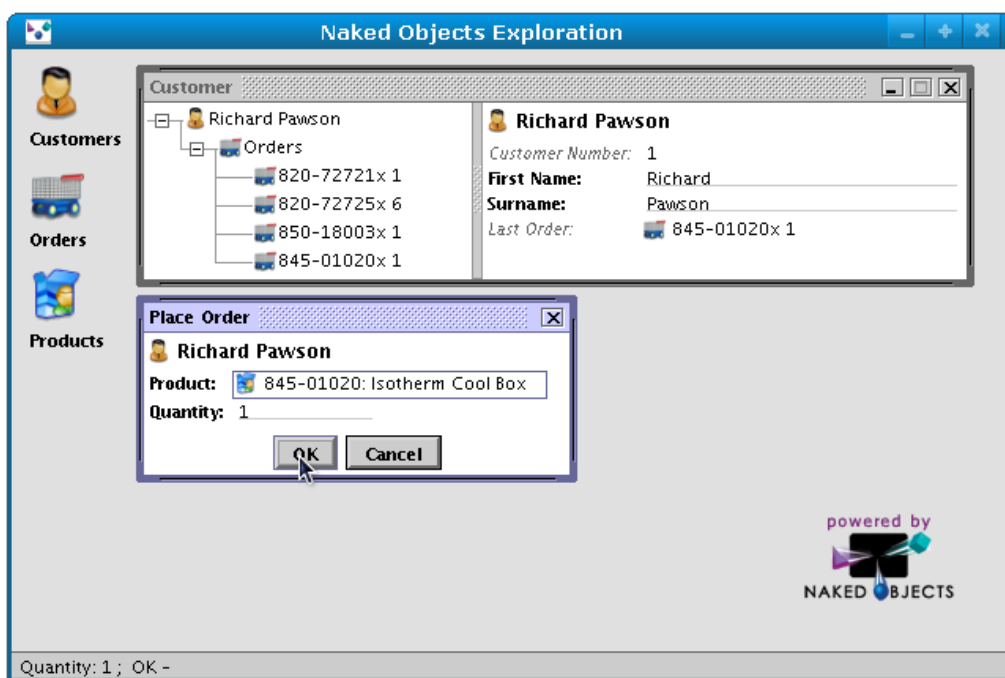 Naked Objects Exploration
Customers
Orders
Products
Customer
Richard Pawson
Orders
820-72721x 1
820-72725x 6
850-18003x 1
845-01020x 1
Richard Pawson
Customer Number: 1
First Name: Richard
Surname: Pawson
Last Order: 845-01020x 1
Place Order
Richard Pawson
Product: 845-01020: Isotherm Cool Box
Quantity: 1
OK Cancel
powered by
NAKED OBJECTS
Quantity: 1 ; OK -